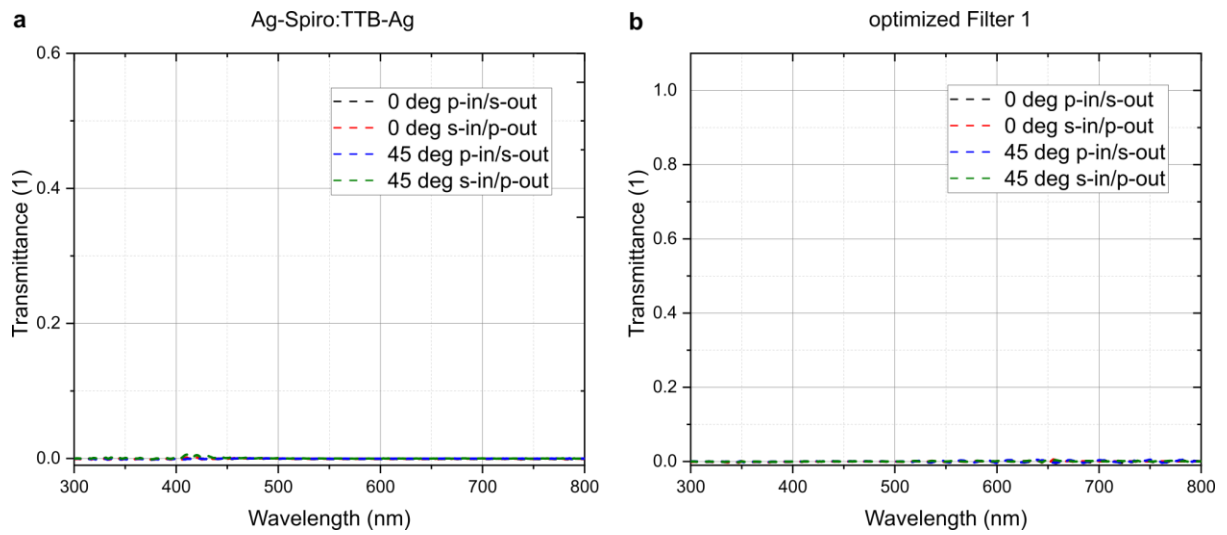 a
Ag-Spiro:TTB-Ag
0.6
0.4
0.2
0.0
Transmittance (1)
0 deg p-in/s-out
0 deg s-in/p-out
45 deg p-in/s-out
45 deg s-in/p-out
300 400 500 600 700 800
Wavelength (nm)
b
optimized Filter 1
1.0
0.8
0.6
0.4
0.2
0.0
Transmittance (1)
0 deg p-in/s-out
0 deg s-in/p-out
45 deg p-in/s-out
45 deg s-in/p-out
300 400 500 600 700 800
Wavelength (nm)